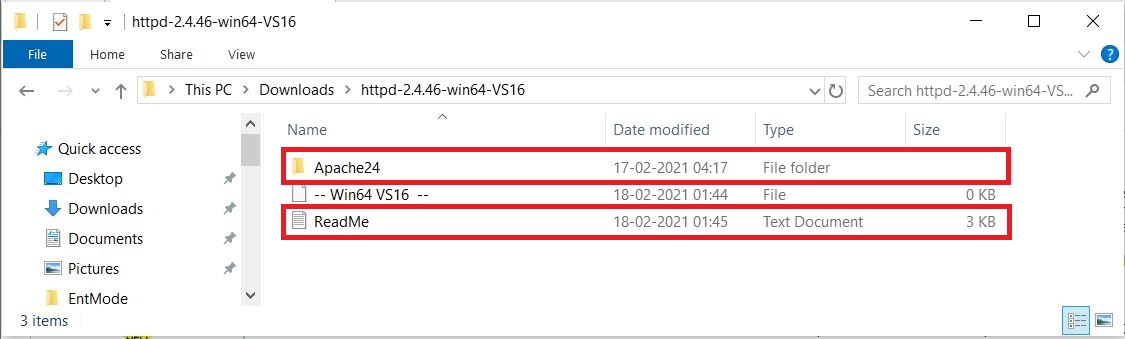 httpd-2.4.46-win64-VS16
File Home Share View
This PC > Downloads > httpd-2.4.46-win64-VS16
Search httpd-2.4.46-win64-VS...
Name Date modified Type Size
Quick access
Desktop
Downloads
Documents
Pictures
EntMode
Apache24 17-02-2021 04:17 File folder
-- Win64 VS16 -- 18-02-2021 01:44 File 0 KB
ReadMe 18-02-2021 01:45 Text Document 3 KB
3 items